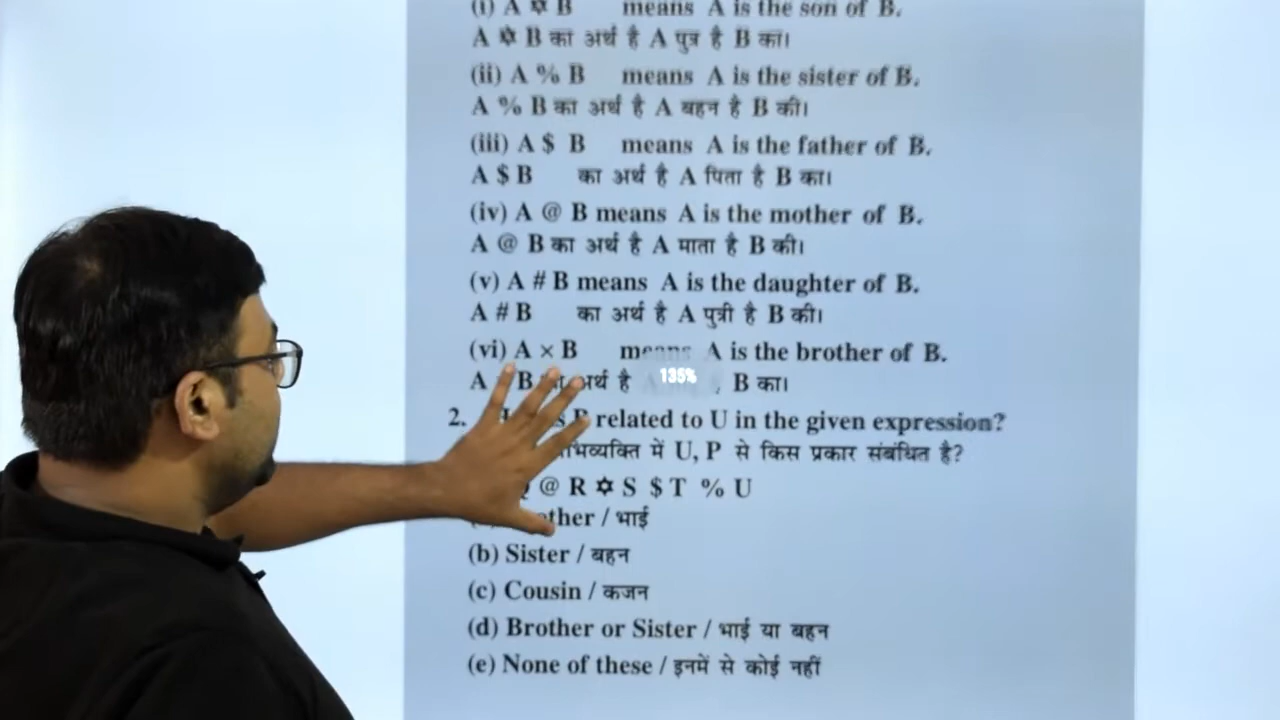 (i) A ✡ B means A is the son of B.
A ✡ B का अर्थ है A पुत्र है B का।
(ii) A % B means A is the sister of B.
A % B का अर्थ है A बहन है B की।
(iii) A $ B means A is the father of B.
A $ B का अर्थ है A पिता है B का।
(iv) A @ B means A is the mother of B.
A @ B का अर्थ है A माता है B की।
(v) A # B means A is the daughter of B.
A # B का अर्थ है A पुत्री है B की।
(vi) A × B means A is the brother of B.
A B अर्थ है B का।
135%
2. related to U in the given expression?
में U, P से किस प्रकार संबंधित है?
@ R ✡ S $ T % U
/ भाई
(b) Sister / बहन
(c) Cousin / कजन
(d) Brother or Sister / भाई या बहन
(e) None of these / इनमें से कोई नहीं